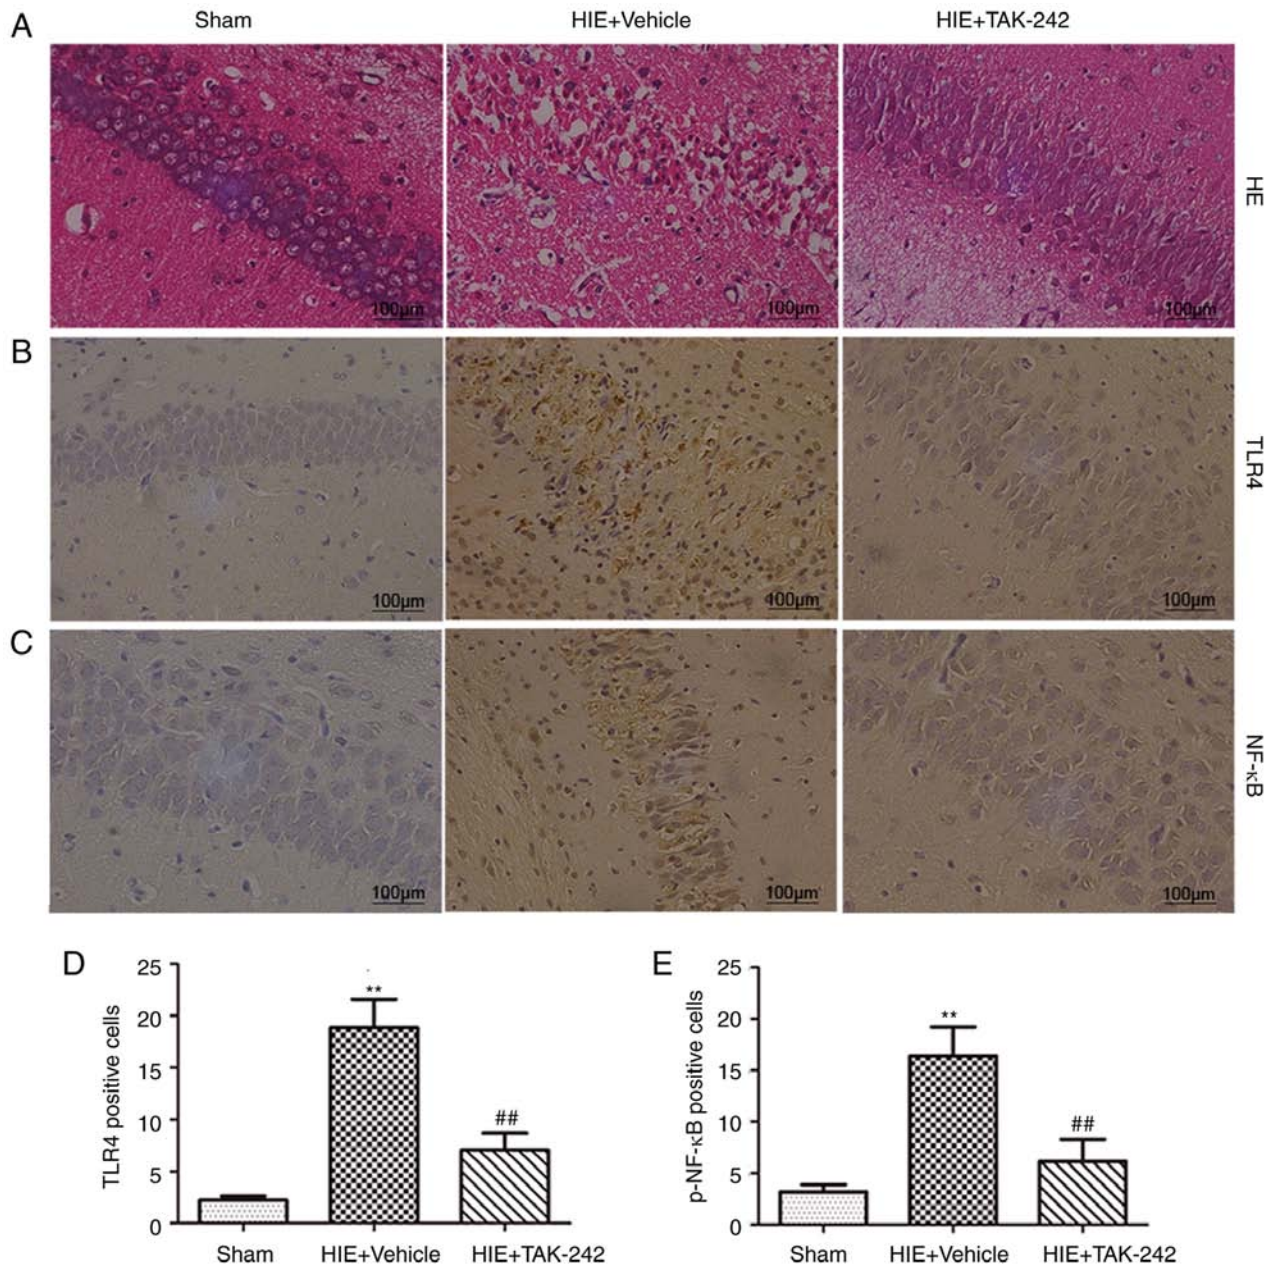 A
Sham
HIE+Vehicle
HIE+TAK-242
100μm
100μm
100μm
HE
B
100μm
100μm
100μm
TLR4
C
100μm
100μm
100μm
NF-κB
D
TLR4 positive cells
25
20
15
10
5
0
**
##
Sham
HIE+Vehicle
HIE+TAK-242
E
p-NF-κB positive cells
25
20
15
10
5
0
**
##
Sham
HIE+Vehicle
HIE+TAK-242